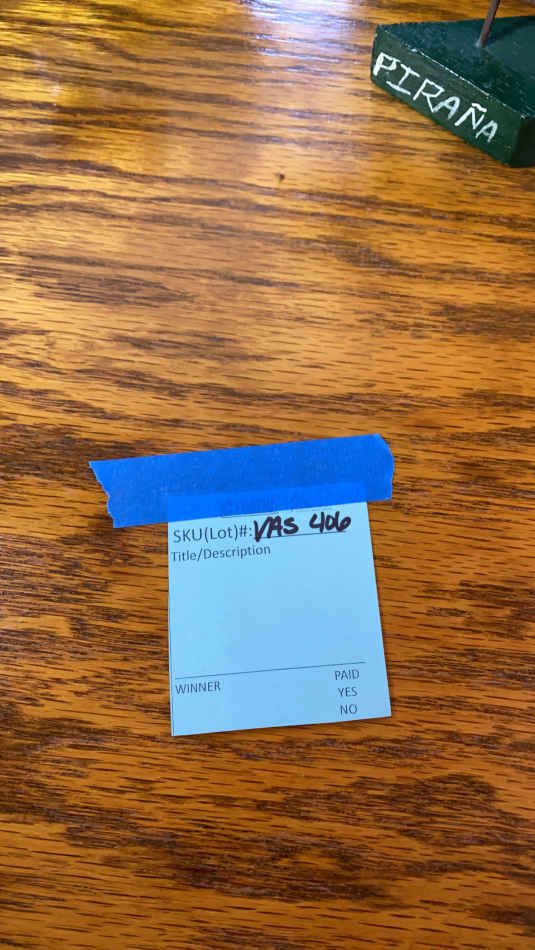 PIRAÑA
SKU(Lot)#: VAS 406
Title/Description
WINNER PAID
YES
NO